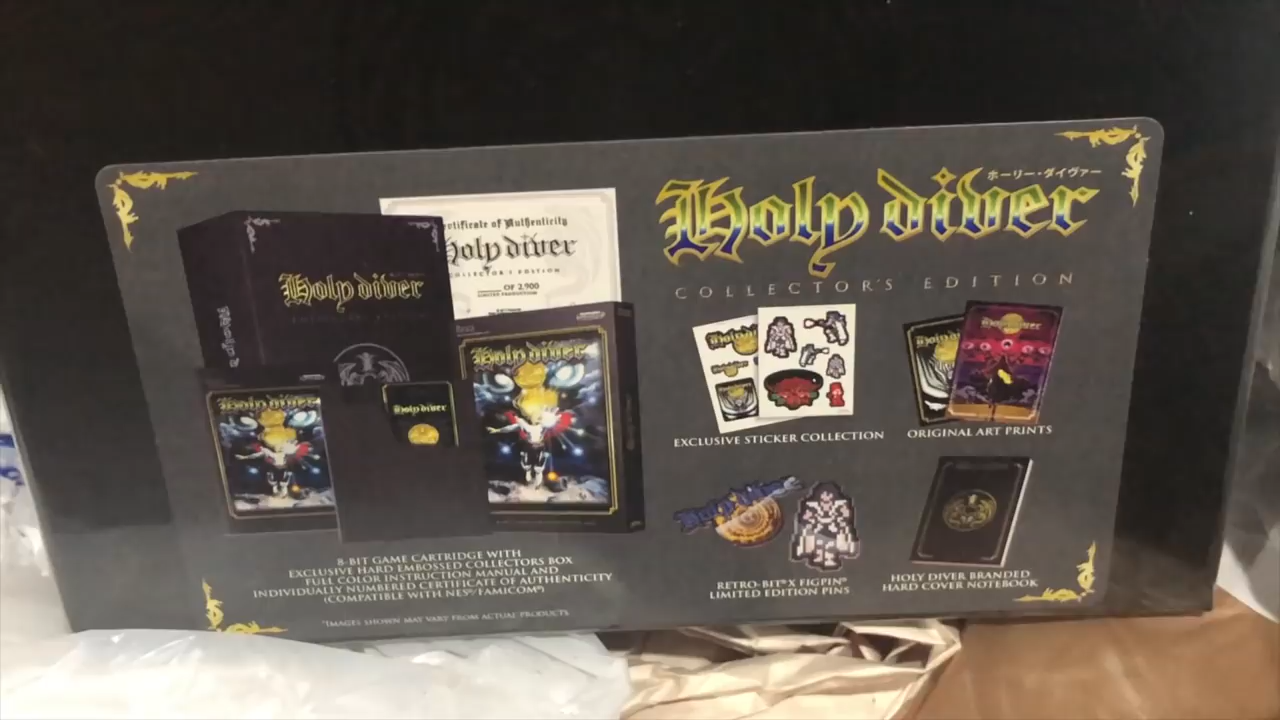 Holy diver
ホーリー・ダイヴァー
COLLECTOR'S EDITION
Certificate of Authenticity
Holy diver
COLLECTOR'S EDITION
OF 2,900
LIMITED PRODUCTION
Holy diver
Holy diver
Holy diver
Holy diver
EXCLUSIVE STICKER COLLECTION
ORIGINAL ART PRINTS
8-BIT GAME CARTRIDGE WITH
EXCLUSIVE HARD EMBOSSED COLLECTORS BOX
FULL COLOR INSTRUCTION MANUAL AND
INDIVIDUALLY NUMBERED CERTIFICATE OF AUTHENTICITY
(COMPATIBLE WITH NES®/FAMICOM®)
*IMAGES SHOWN MAY VARY FROM ACTUAL PRODUCTS.
RETRO-BIT® X FIGPIN®
LIMITED EDITION PINS
HOLY DIVER BRANDED
HARD COVER NOTEBOOK